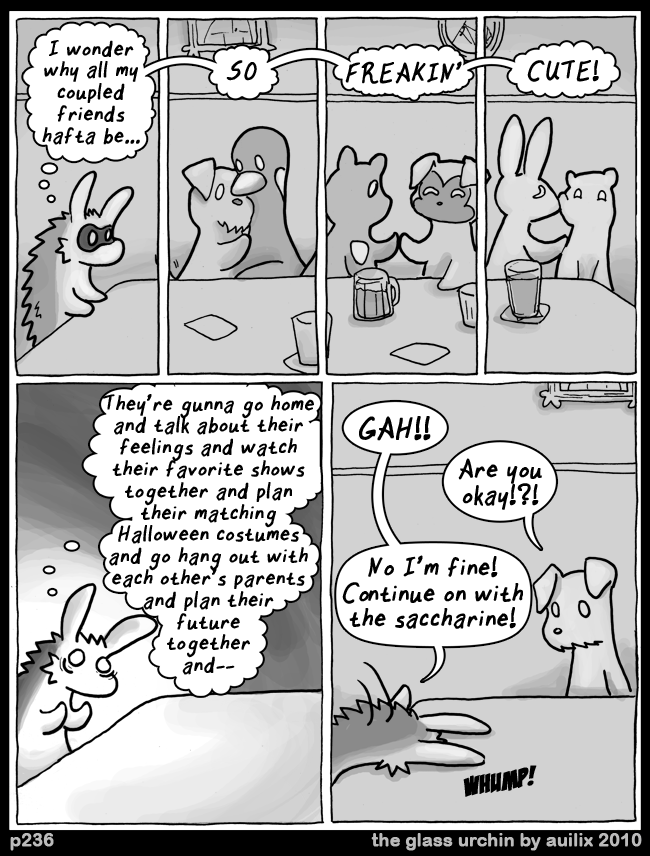 I wonder
why all my
coupled
friends
hafta be...
SO
FREAKIN'
CUTE!
They're gunna go home
and talk about their
feelings and watch
their favorite shows
together and plan
their matching
Halloween costumes
and go hang out with
each other's parents
and plan their
future
together
and--
GAH!!
Are you
okay!?!
No I'm fine!
Continue on with
the saccharine!
WHUMP!
p236
the glass urchin by auilix 2010